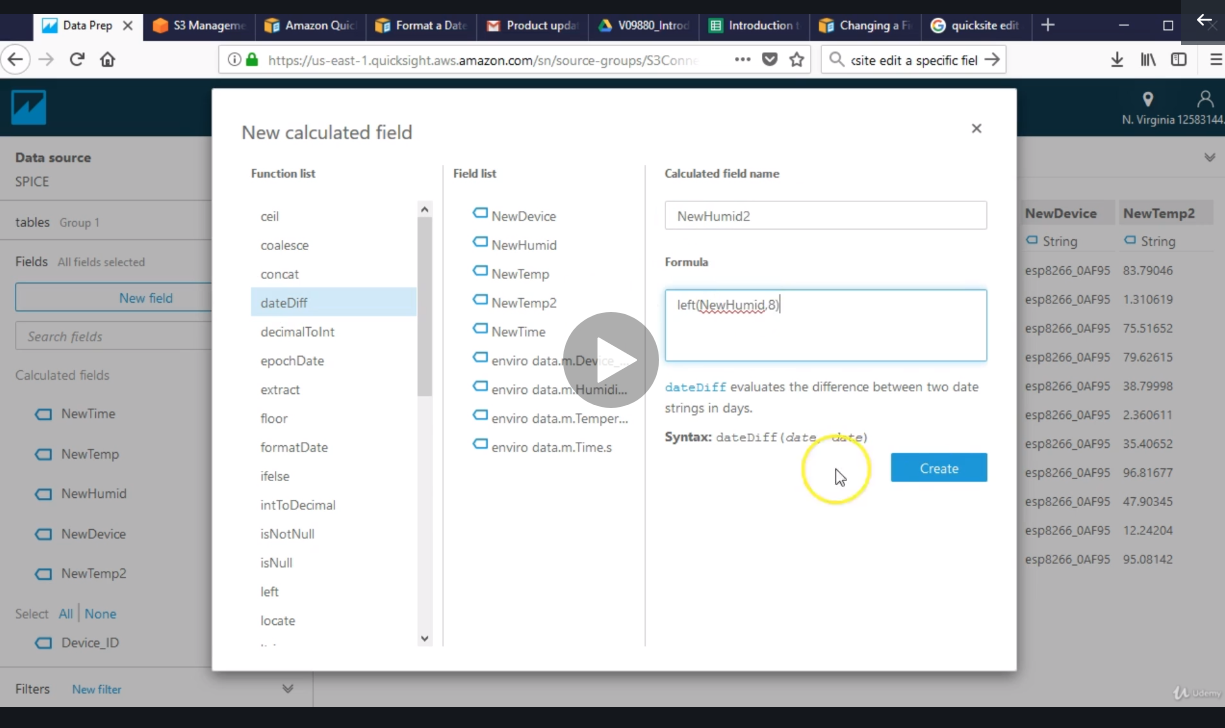 Data Prep
S3 Manageme
Amazon Quic
Format a Date
Product updat
V09880_Introd
Introduction t
Changing a Fi
quicksite edit
https://us-east-1.quicksight.aws.amazon.com/sn/source-groups/S3Conne
csite edit a specific fiel
N. Virginia 12583144
Data source
SPICE
tables Group 1
Fields All fields selected
New field
Search fields
Calculated fields
NewTime
NewTemp
NewHumid
NewDevice
NewTemp2
Select All None
Device_ID
Filters New filter
New calculated field
Function list
ceil
coalesce
concat
dateDiff
decimalToInt
epochDate
extract
floor
formatDate
ifelse
intToDecimal
isNotNull
isNull
left
locate
Field list
NewDevice
NewHumid
NewTemp
NewTemp2
NewTime
enviro data.m.Device_...
enviro data.m.Humidi...
enviro data.m.Temper...
enviro data.m.Time.s
Calculated field name
NewHumid2
Formula
left(NewHumid,8)
dateDiff evaluates the difference between two date
strings in days.
Syntax: dateDiff(date, date)
Create
NewDevice NewTemp2
String String
esp8266_0AF95 83.79046
esp8266_0AF95 1.310619
esp8266_0AF95 75.51652
esp8266_0AF95 79.62615
esp8266_0AF95 38.79998
esp8266_0AF95 2.360611
esp8266_0AF95 35.40652
esp8266_0AF95 96.81677
esp8266_0AF95 47.90345
esp8266_0AF95 12.24204
esp8266_0AF95 95.08142
Udemy